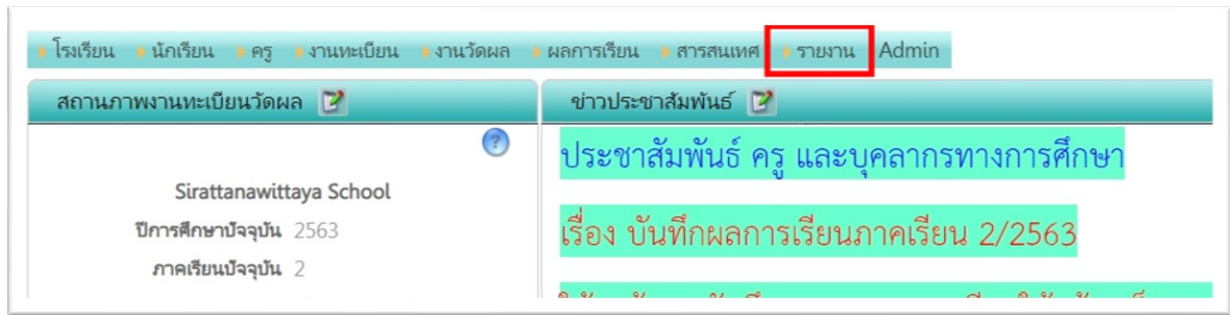 โรงเรียน นักเรียน ครู งานทะเบียน งานวัดผล ผลการเรียน สารสนเทศ รายงาน Admin
สถานภาพงานทะเบียนวัดผล
Sirattanawittaya School
ปีการศึกษาปัจจุบัน 2563
ภาคเรียนปัจจุบัน 2
ข่าวประชาสัมพันธ์
ประชาสัมพันธ์ ครู และบุคลากรทางการศึกษา
เรื่อง บันทึกผลการเรียนภาคเรียน 2/2563